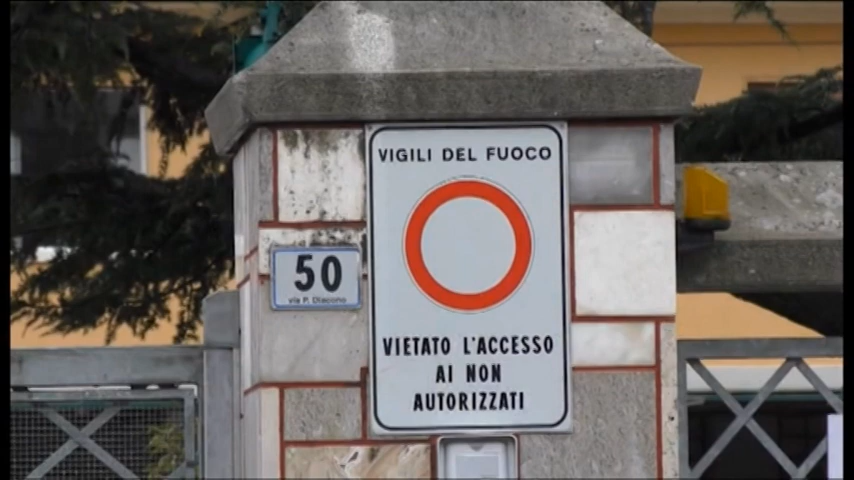 VIGILI DEL FUOCO
50
via P. Diacono
VIETATO L'ACCESSO
AI NON
AUTORIZZATI